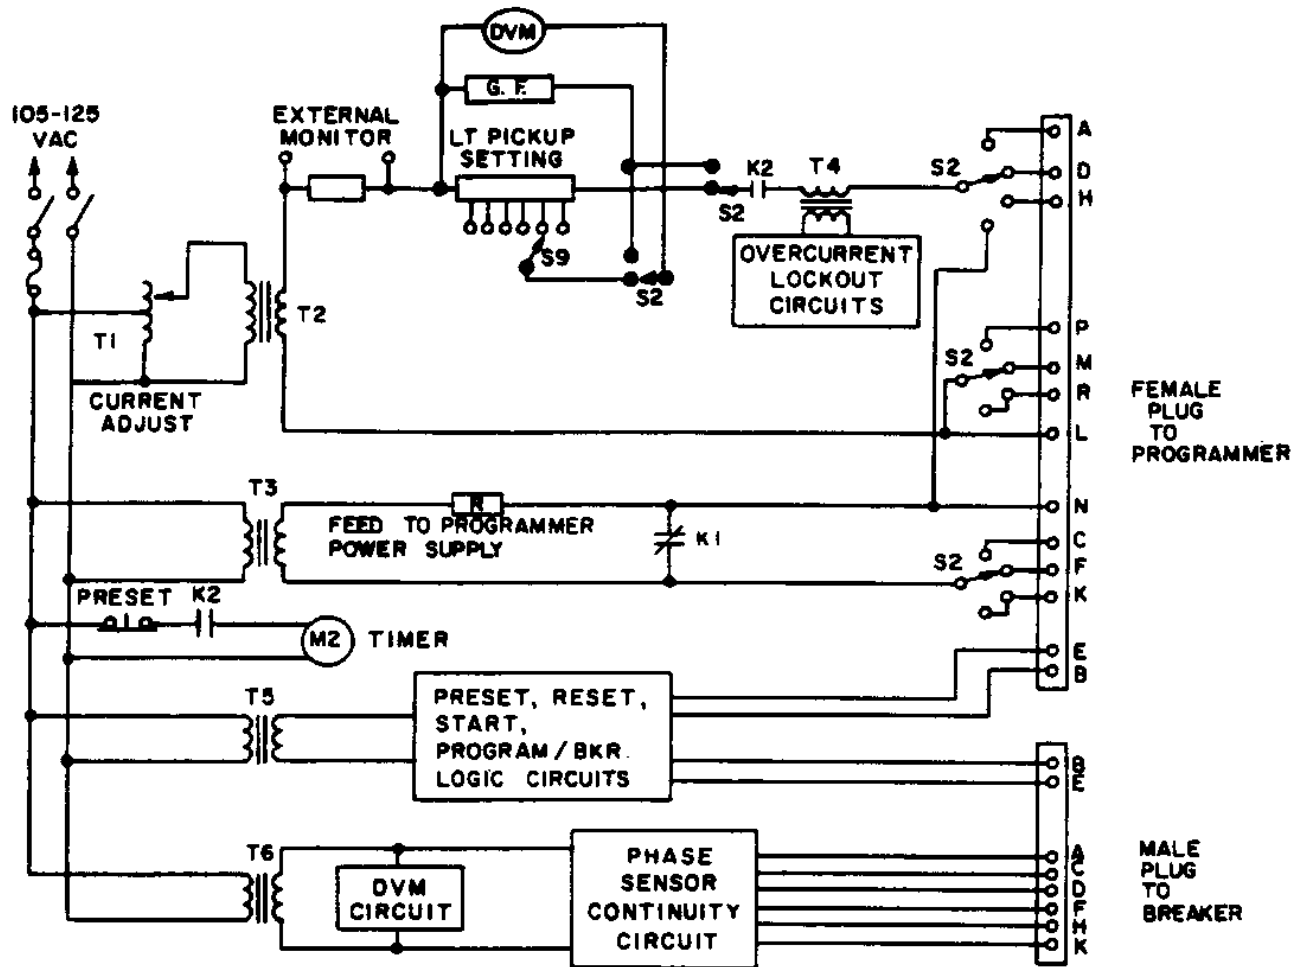 DVM
G. F.
105-125
VAC
EXTERNAL
MONITOR
LT PICKUP
SETTING
K2
T4
S2
A
D
H
S2
S9
S2
OVERCURRENT
LOCKOUT
CIRCUITS
T1
T2
CURRENT
ADJUST
S2
P
M
R
L
FEMALE
PLUG
TO
PROGRAMMER
T3
R
FEED TO PROGRAMMER
POWER SUPPLY
K1
N
C
S2
F
K
PRESET
K2
M2
TIMER
E
B
T5
PRESET, RESET,
START,
PROGRAM/BKR.
LOGIC CIRCUITS
B
E
T6
DVM
CIRCUIT
PHASE
SENSOR
CONTINUITY
CIRCUIT
A
C
D
F
H
K
MALE
PLUG
TO
BREAKER